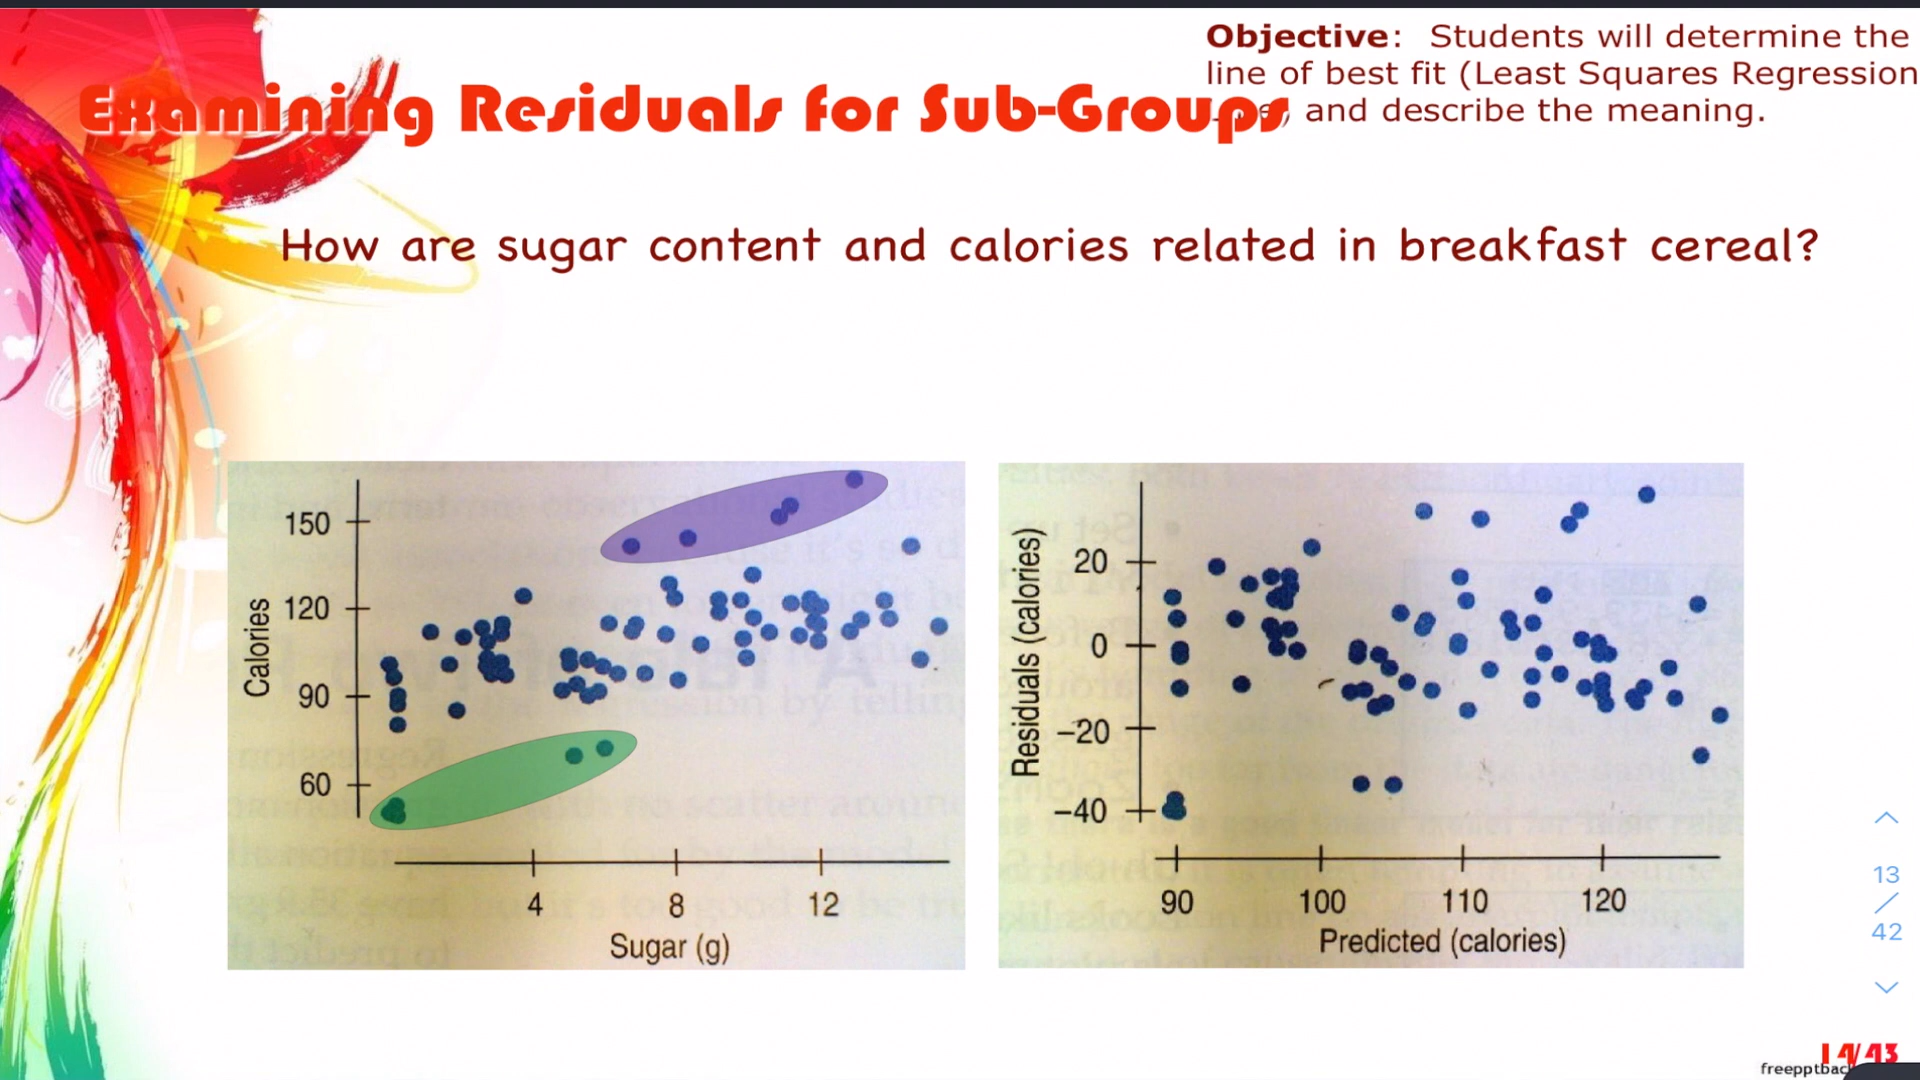 Objective: Students will determine the
line of best fit (Least Squares Regression
and describe the meaning.
Examining Residuals for Sub-Groups
How are sugar content and calories related in breakfast cereal?
150
120
90
60
Calories
4 8 12
Sugar (g)
20
0
-20
-40
Residuals (calories)
90 100 110 120
Predicted (calories)
13
/
42
14/43